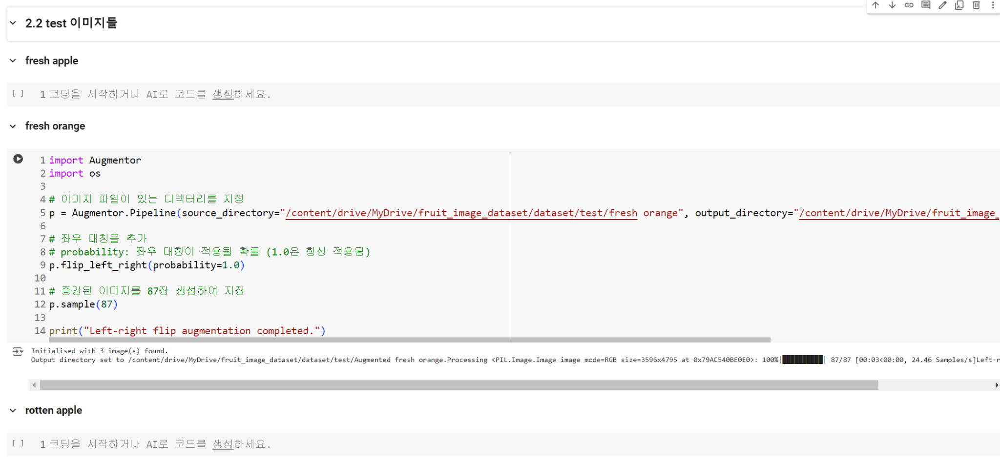 2.2 test 이미지들
fresh apple
[ ] 1 코딩을 시작하거나 AI로 코드를 생성하세요.
fresh orange
1 import Augmentor
2 import os
3
4 # 이미지 파일이 있는 디렉터리를 지정
5 p = Augmentor.Pipeline(source_directory="/content/drive/MyDrive/fruit_image_dataset/dataset/test/fresh orange", output_directory="/content/drive/MyDrive/fruit_image_
6
7 # 좌우 대칭을 추가
8 # probability: 좌우 대칭이 적용될 확률 (1.0은 항상 적용됨)
9 p.flip_left_right(probability=1.0)
10
11 # 증강된 이미지를 87장 생성하여 저장
12 p.sample(87)
13
14 print("Left-right flip augmentation completed.")
Initialised with 3 image(s) found.
Output directory set to /content/drive/MyDrive/fruit_image_dataset/dataset/test/Augmented fresh orange.Processing <PIL.Image.Image image mode=RGB size=3596x4795 at 0x79AC540BE0E0>: 100%|██████████| 87/87 [00:03<00:00, 24.46 Samples/s]Left-r
rotten apple
[ ] 1 코딩을 시작하거나 AI로 코드를 생성하세요.